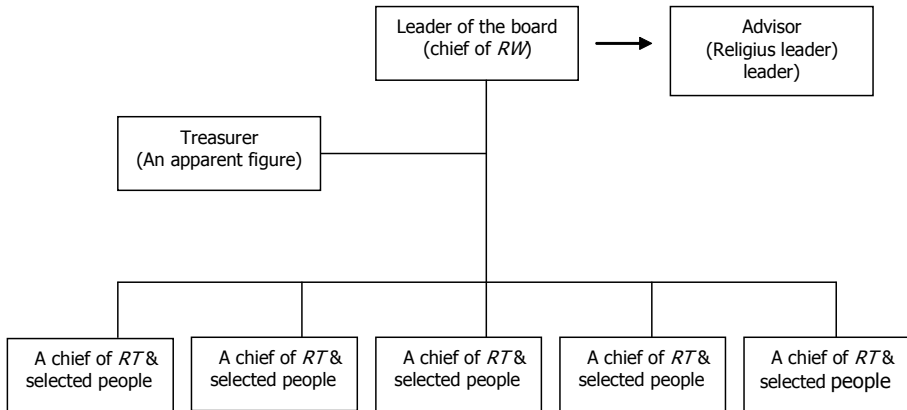 Leader of the board
(chief of RW)
Advisor
(Religius leader)
leader)
Treasurer
(An apparent figure)
A chief of RT &
selected people
A chief of RT &
selected people
A chief of RT &
selected people
A chief of RT &
selected people
A chief of RT &
selected people